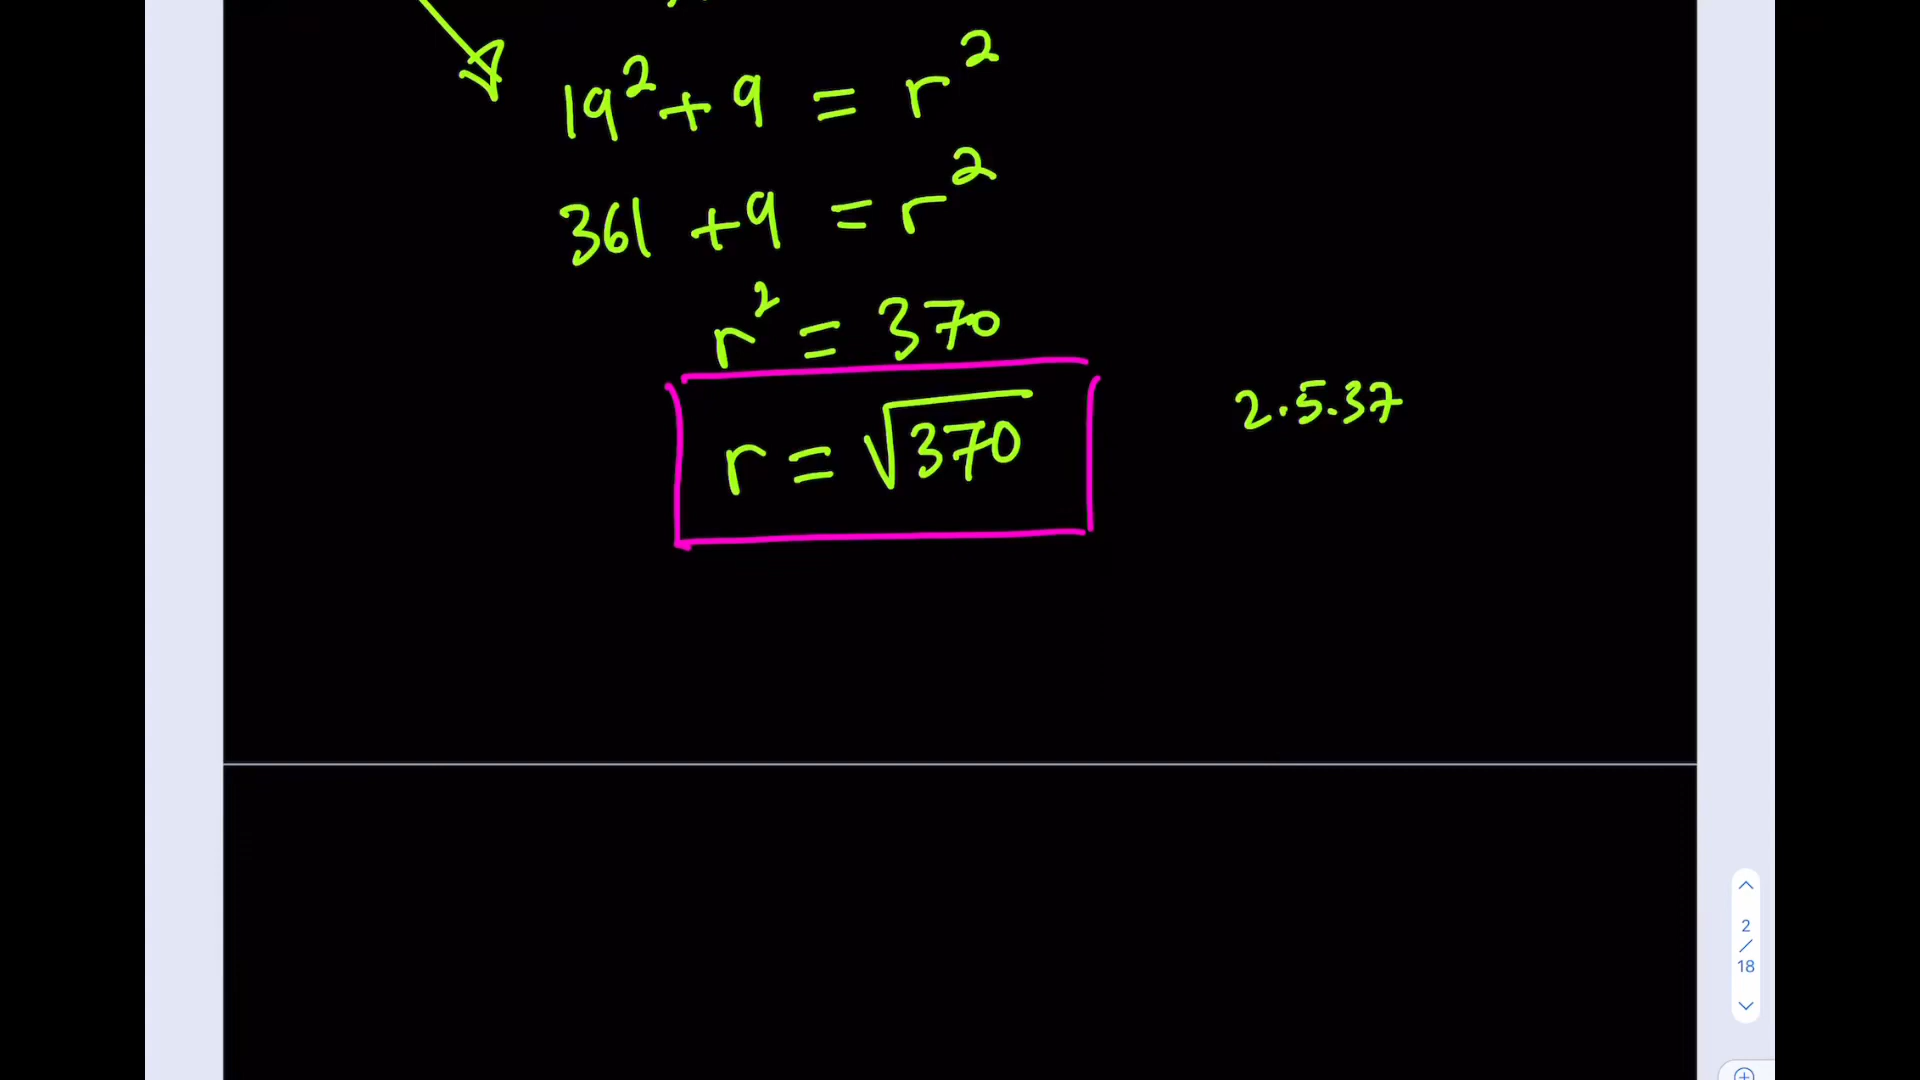 19² + 9 = r²
361 + 9 = r²
r² = 370
r = √370
2·5·37
2
/
18